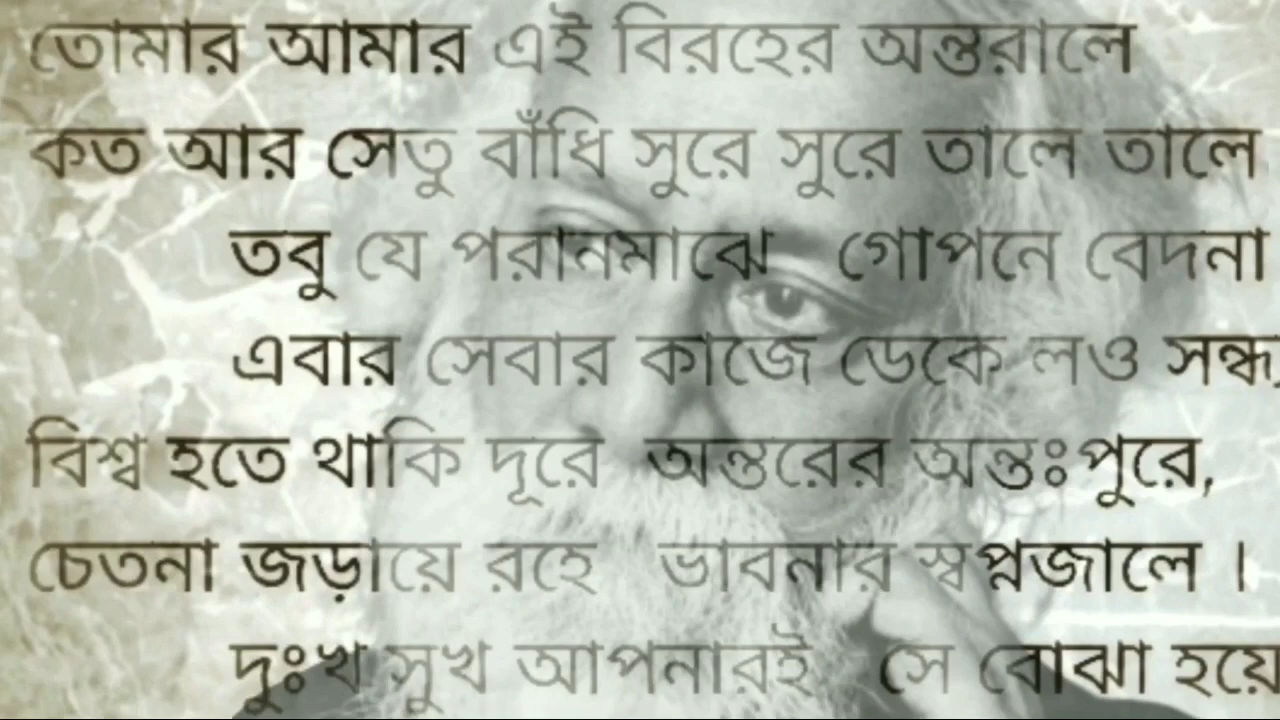 তোমার আমার এই বিরহের অন্তরালে
কত আর সেতু বাঁধি সুরে সুরে তালে তালে
তবু যে পরানমাঝে গোপনে বেদনা
এবার সেবার কাজে ডেকে লও
বিশ্ব হতে থাকি দূরে অন্তরের অন্তঃপুরে,
চেতনা জড়ায়ে রহে ভাবনার স্বপ্নজালে ।
দুঃখ সুখ আপনারই সে বোঝা হয়ে